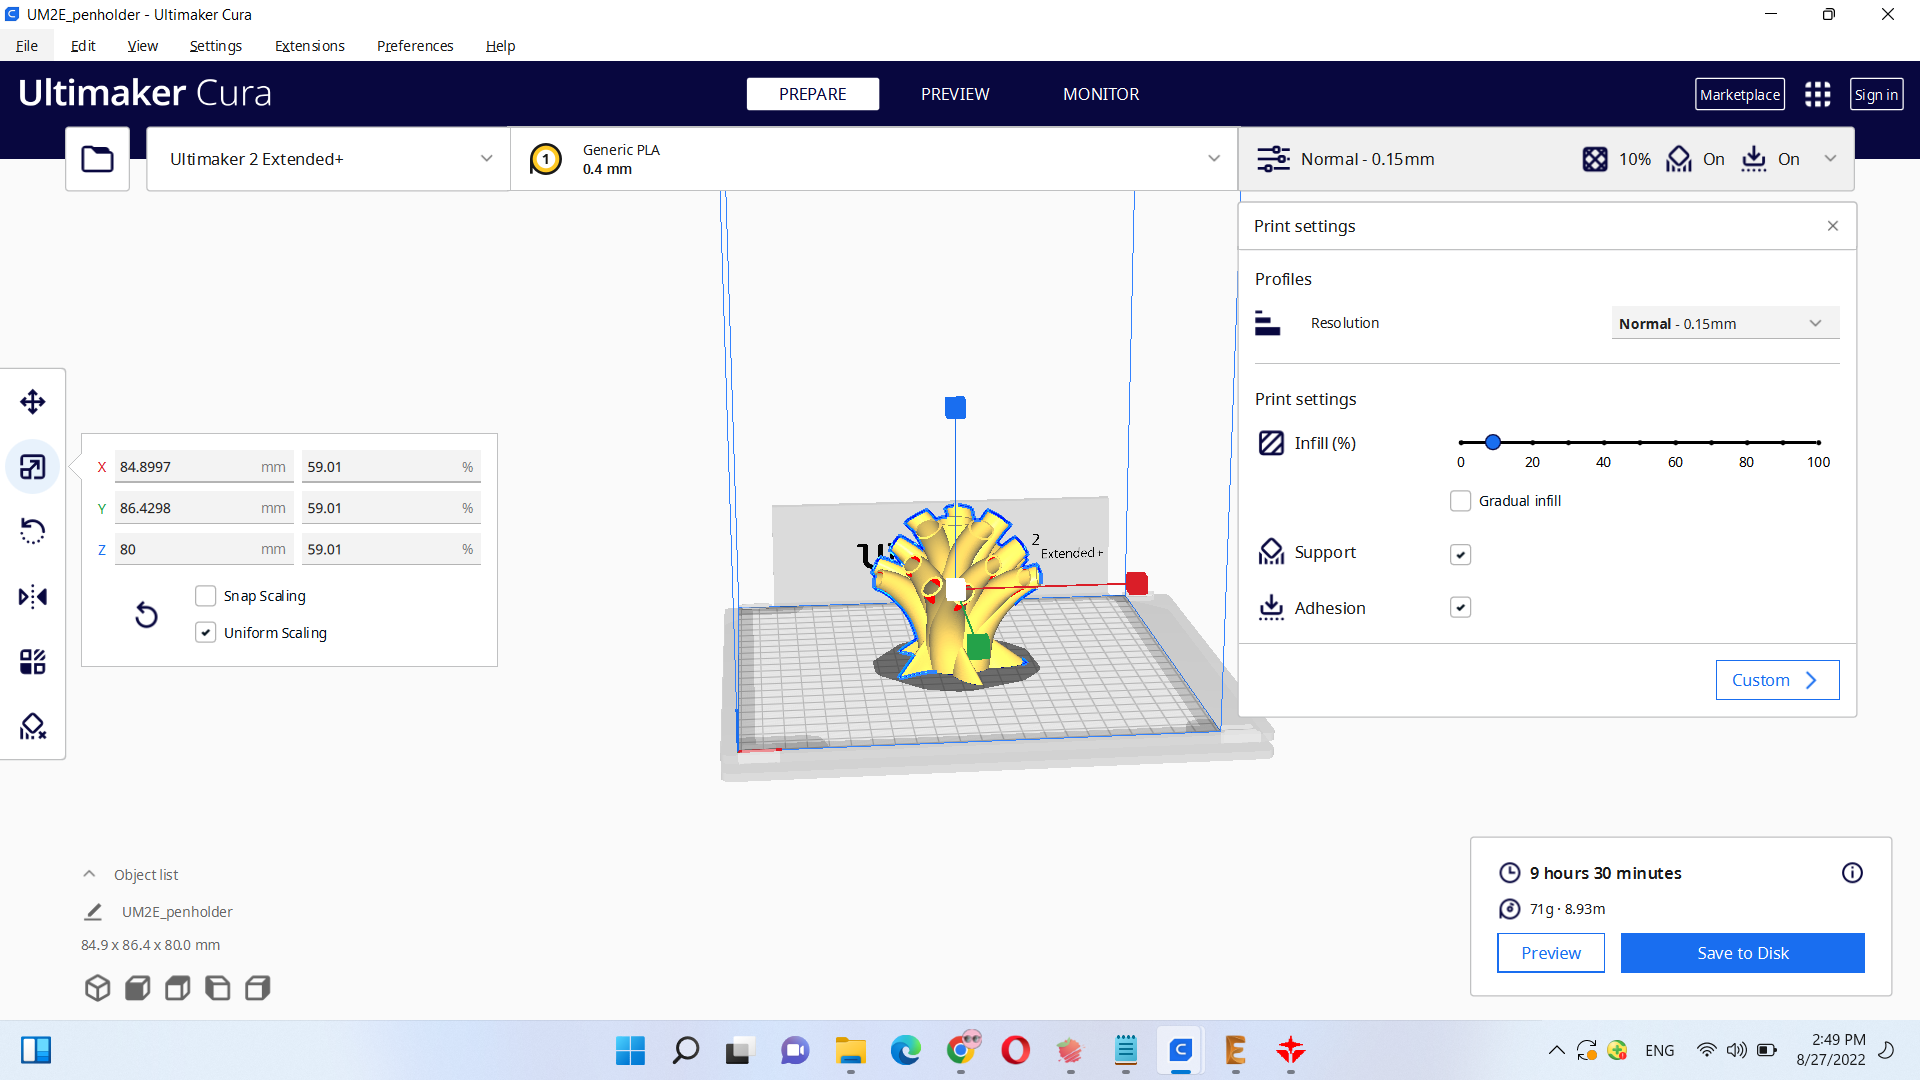 UM2E_penholder - Ultimaker Cura
File Edit View Settings Extensions Preferences Help
Ultimaker Cura
PREPARE PREVIEW MONITOR
Marketplace Sign in
Ultimaker 2 Extended+
1 Generic PLA
0.4 mm
Normal - 0.15mm 10% On On
Print settings
Profiles
Resolution Normal - 0.15mm
Print settings
Infill (%)
0 20 40 60 80 100
Gradual infill
Support
Adhesion
Custom
X 84.8997 mm 59.01 %
Y 86.4298 mm 59.01 %
Z 80 mm 59.01 %
Snap Scaling
Uniform Scaling
2
Extended+
Object list
UM2E_penholder
84.9 x 86.4 x 80.0 mm
9 hours 30 minutes
71g · 8.93m
Preview Save to Disk
ENG
2:49 PM
8/27/2022